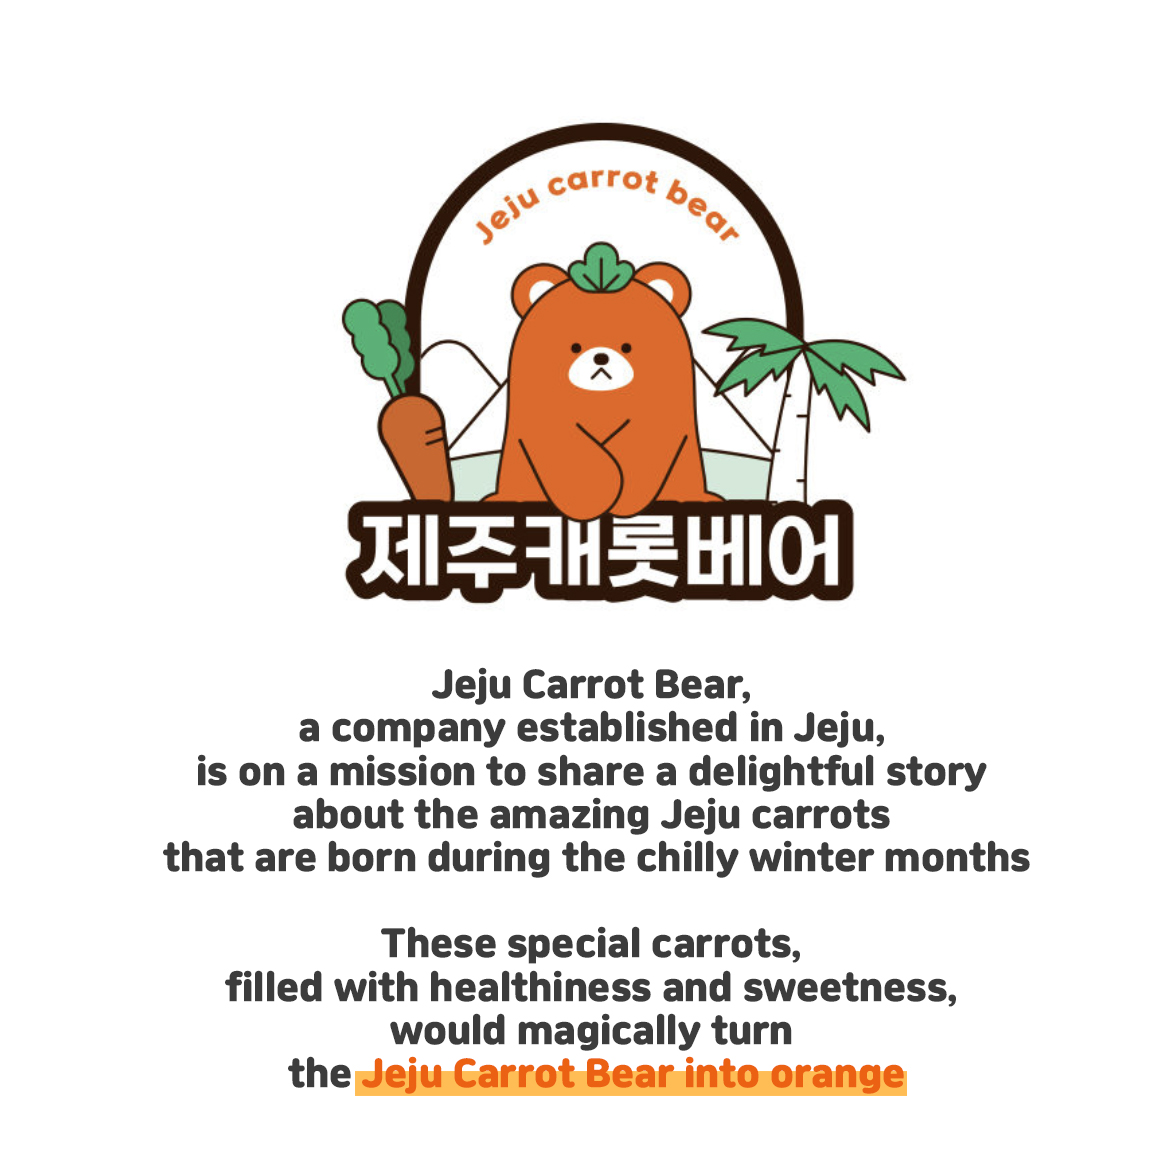 Jeju carrot bear
제주캐롯베어
Jeju Carrot Bear,
a company established in Jeju,
is on a mission to share a delightful story
about the amazing Jeju carrots
that are born during the chilly winter months
These special carrots,
filled with healthiness and sweetness,
would magically turn
the Jeju Carrot Bear into orange